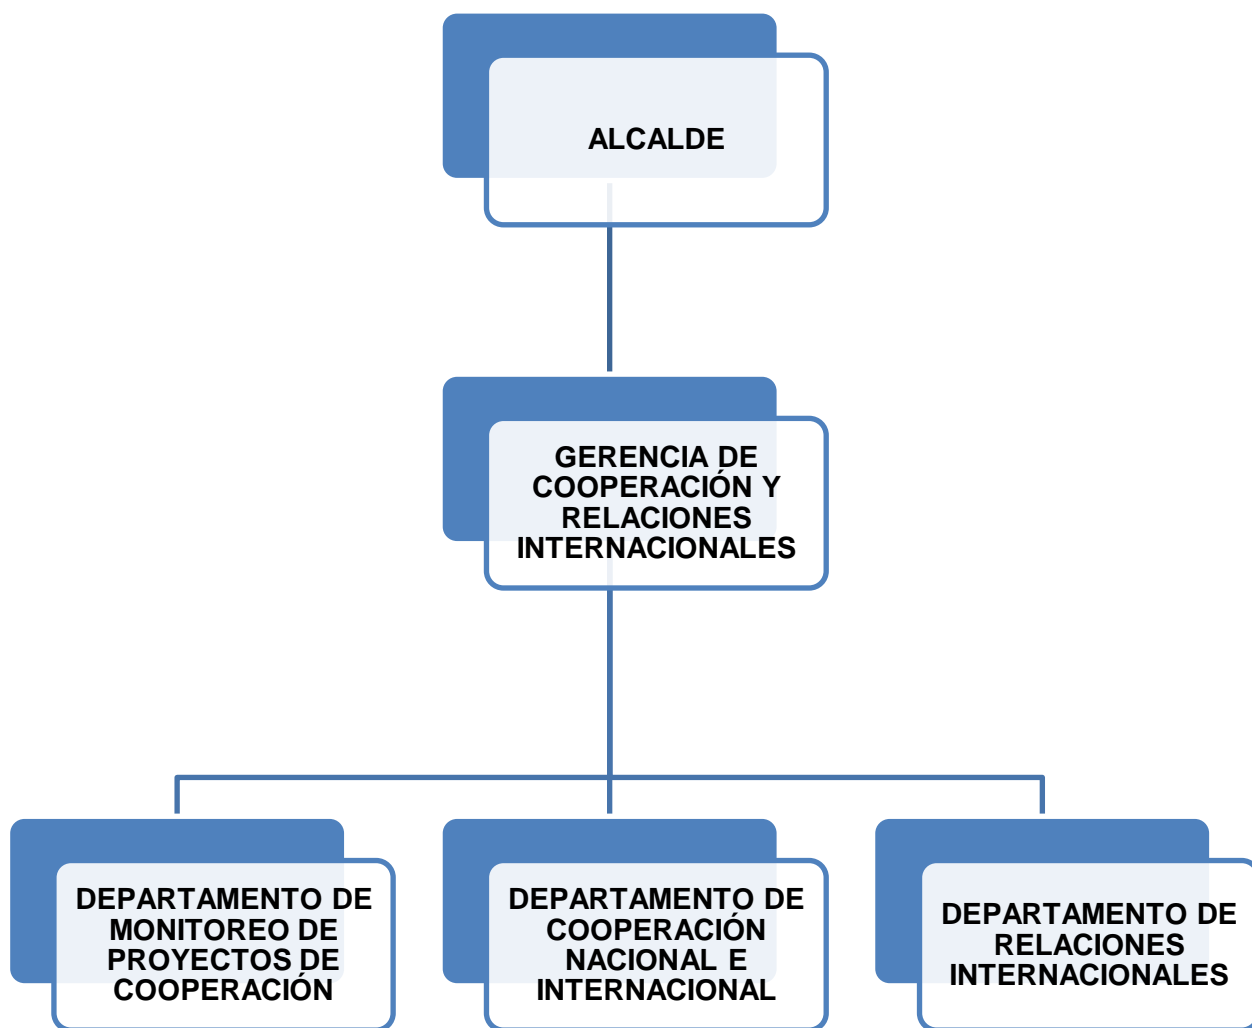 ALCALDE
GERENCIA DE
COOPERACIÓN Y
RELACIONES
INTERNACIONALES
DEPARTAMENTO DE
MONITOREO DE
PROYECTOS DE
COOPERACIÓN
DEPARTAMENTO DE
COOPERACIÓN
NACIONAL E
INTERNACIONAL
DEPARTAMENTO DE
RELACIONES
INTERNACIONALES